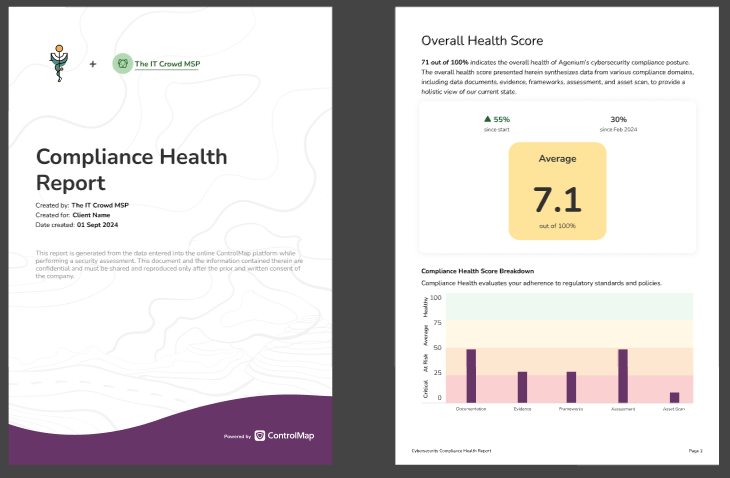 +
The IT Crowd MSP
Compliance Health
Report
Created by: The IT Crowd MSP
Created for: Client Name
Date created: 01 Sept 2024
This report is generated from the data entered into the online ControlMap platform while
performing a security assessment. This document and the information contained therein are
confidential and must be shared and reproduced only after the prior and written consent of
the company.
Powered by ControlMap
Overall Health Score
71 out of 100% indicates the overall health of Agenium's cybersecurity compliance posture.
The overall health score presented herein synthesizes data from various compliance domains,
including data documents, evidence, frameworks, assessment, and asset scan, to provide a
holistic view of our current state.
55%
since start
30%
since Feb 2024
Average
7.1
out of 100%
Compliance Health Score Breakdown
Compliance Health evaluates your adherence to regulatory standards and policies.
Healthy
Average
At Risk
Critical
100
75
50
25
0
Documentation
Evidence
Frameworks
Assessment
Asset Scan
Cybersecurity Compliance Health Report
Page 2